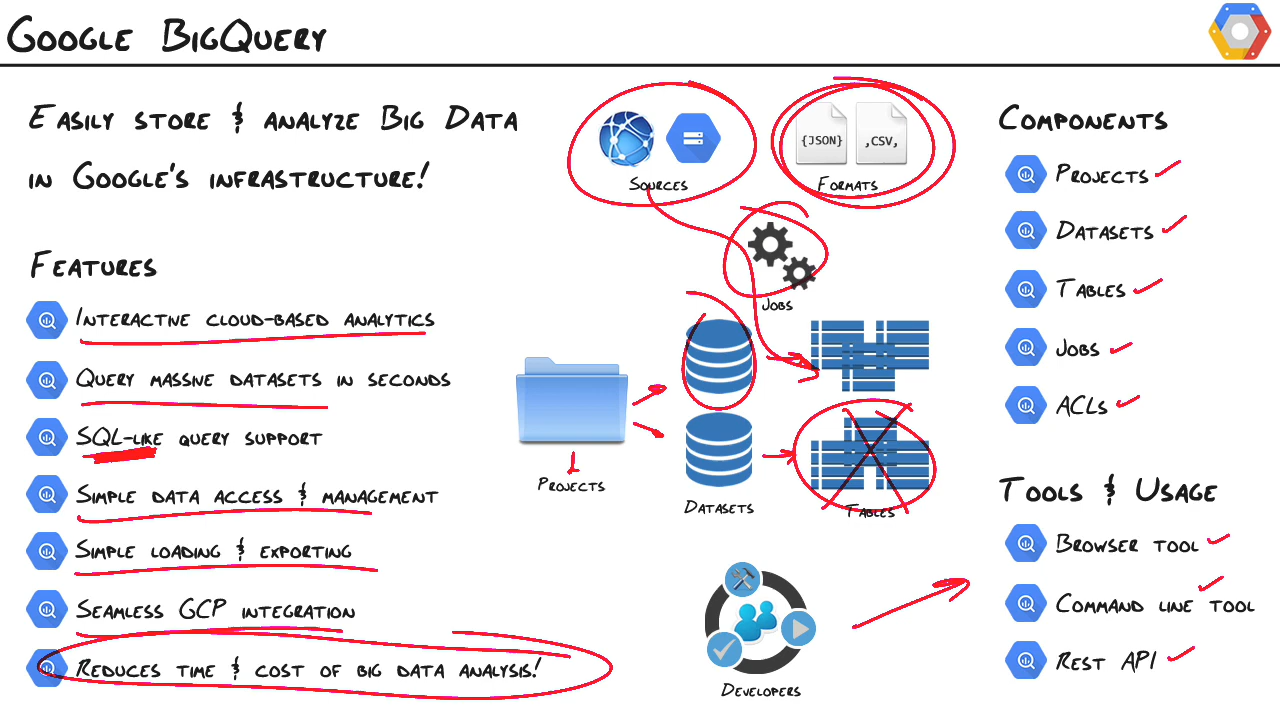 Google BigQuery
Easily store & analyze Big Data
in Google's infrastructure!
Features
Interactive cloud-based analytics
Query massive datasets in seconds
SQL-like query support
Simple data access & management
Simple loading & exporting
Seamless GCP integration
Reduces time & cost of big data analysis!
{JSON}
,CSV,
Sources
Formats
Jobs
Projects
Datasets
Tables
Developers
Components
Projects
Datasets
Tables
Jobs
ACLs
Tools & Usage
Browser tool
Command line tool
Rest API